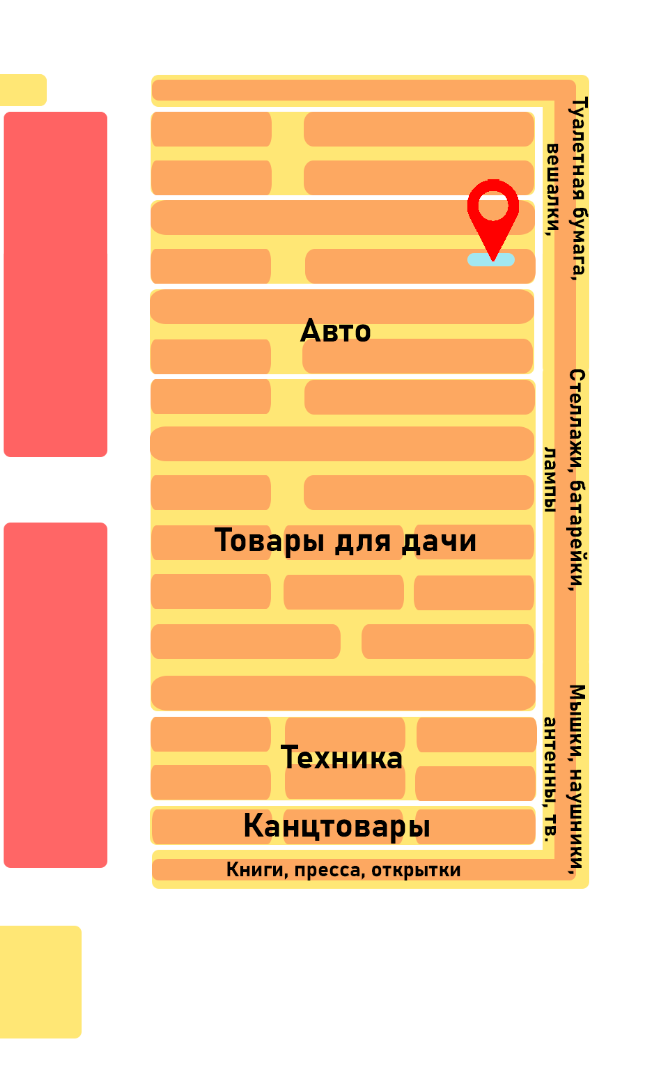 Туалетная бумага,
вешалки,
Авто
Стеллажи, батарейки,
лампы
Товары для дачи
Мышки, наушники,
антенны, тв.
Техника
Канцтовары
Книги, пресса, открытки